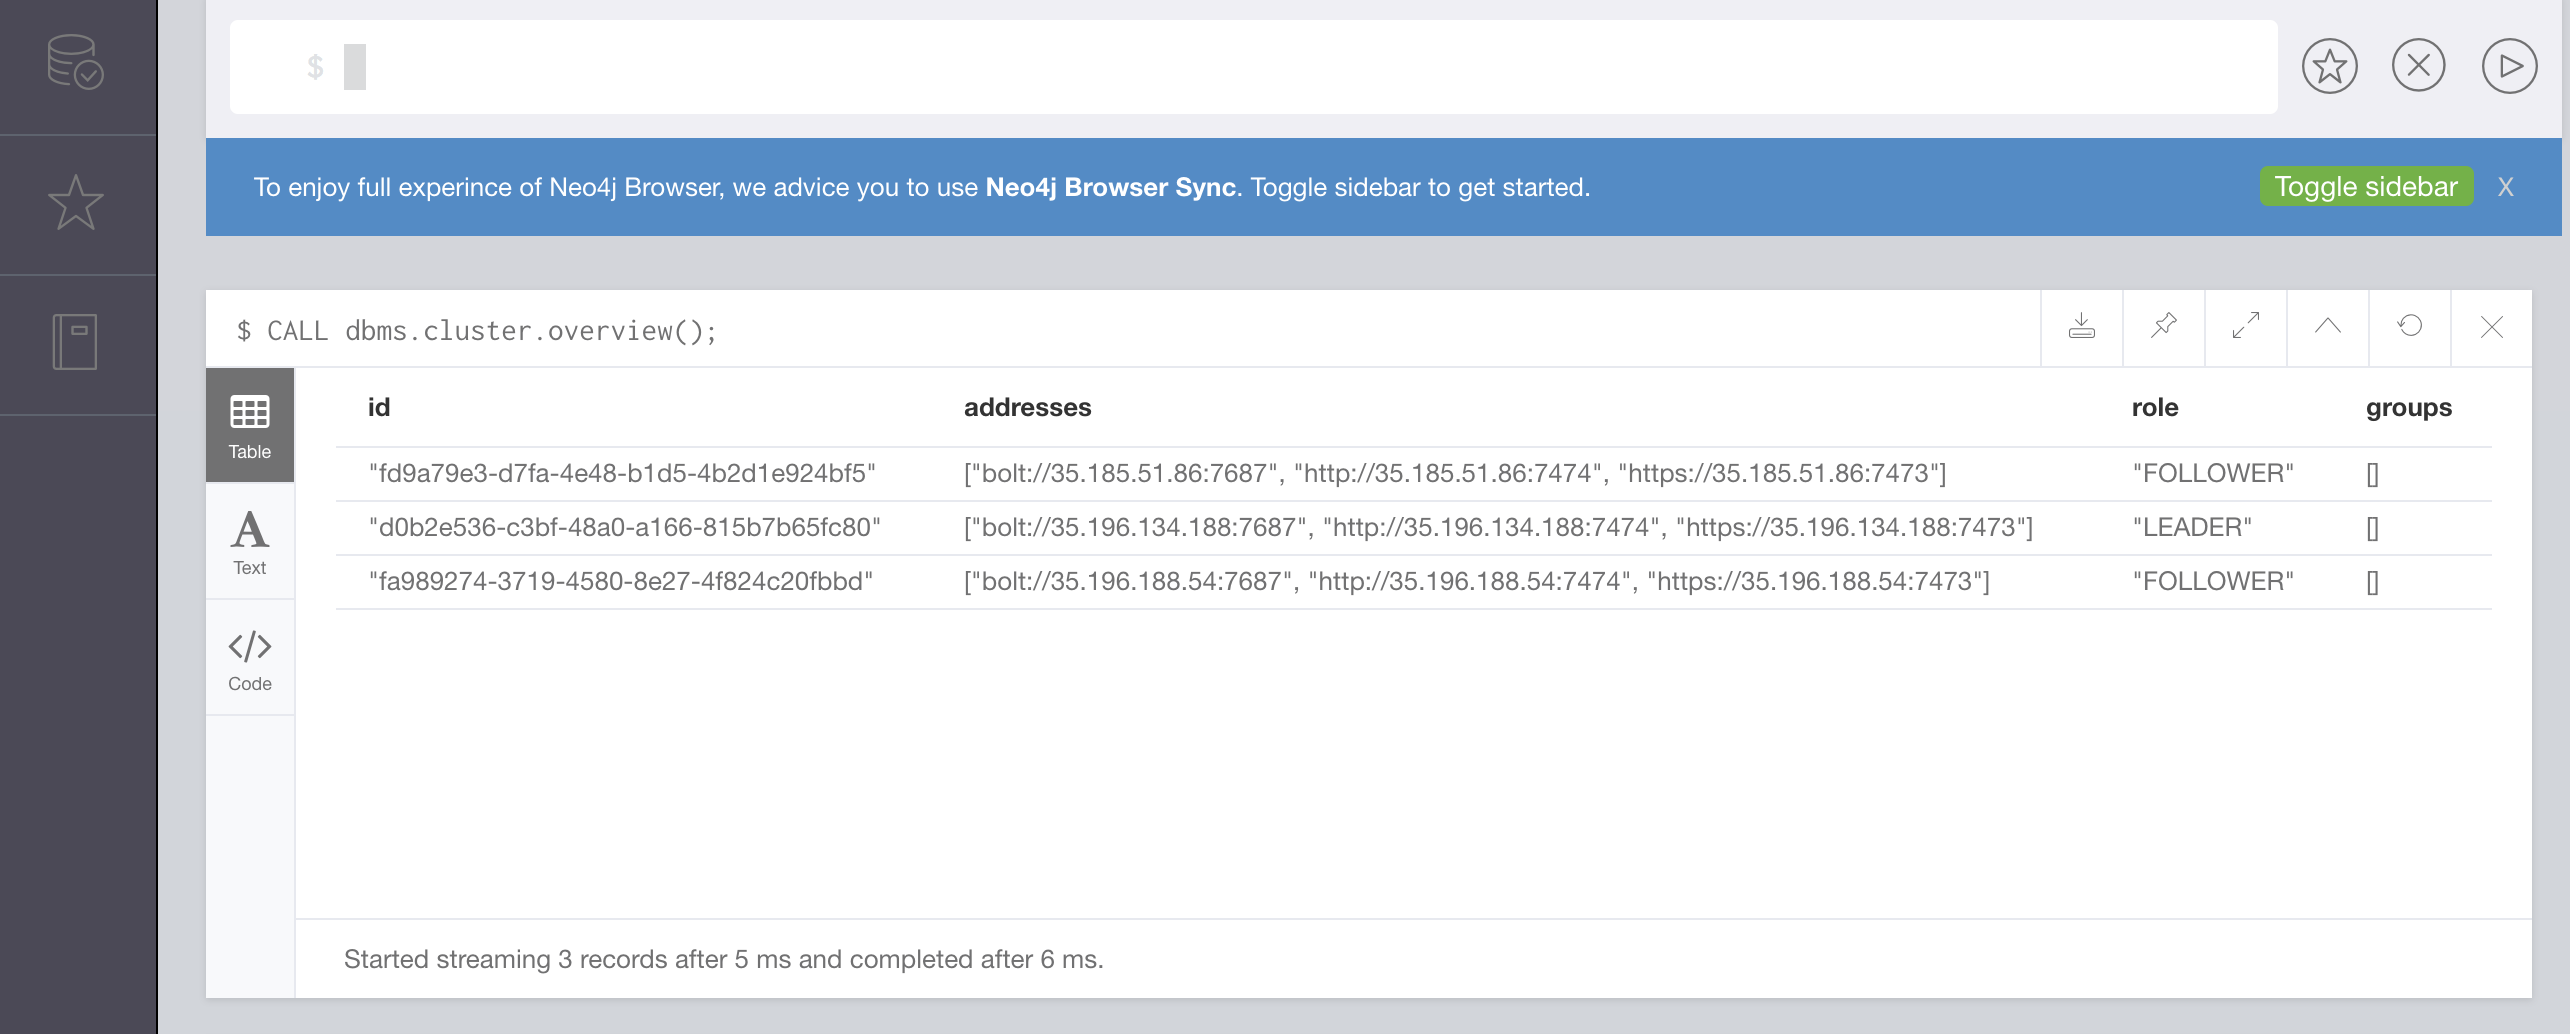 $
To enjoy full experince of Neo4j Browser, we advice you to use Neo4j Browser Sync. Toggle sidebar to get started. Toggle sidebar X
$ CALL dbms.cluster.overview();
Table
Text
Code
id addresses role groups
"fd9a79e3-d7fa-4e48-b1d5-4b2d1e924bf5" ["bolt://35.185.51.86:7687", "http://35.185.51.86:7474", "https://35.185.51.86:7473"] "FOLLOWER" []
"d0b2e536-c3bf-48a0-a166-815b7b65fc80" ["bolt://35.196.134.188:7687", "http://35.196.134.188:7474", "https://35.196.134.188:7473"] "LEADER" []
"fa989274-3719-4580-8e27-4f824c20fbbd" ["bolt://35.196.188.54:7687", "http://35.196.188.54:7474", "https://35.196.188.54:7473"] "FOLLOWER" []
Started streaming 3 records after 5 ms and completed after 6 ms.